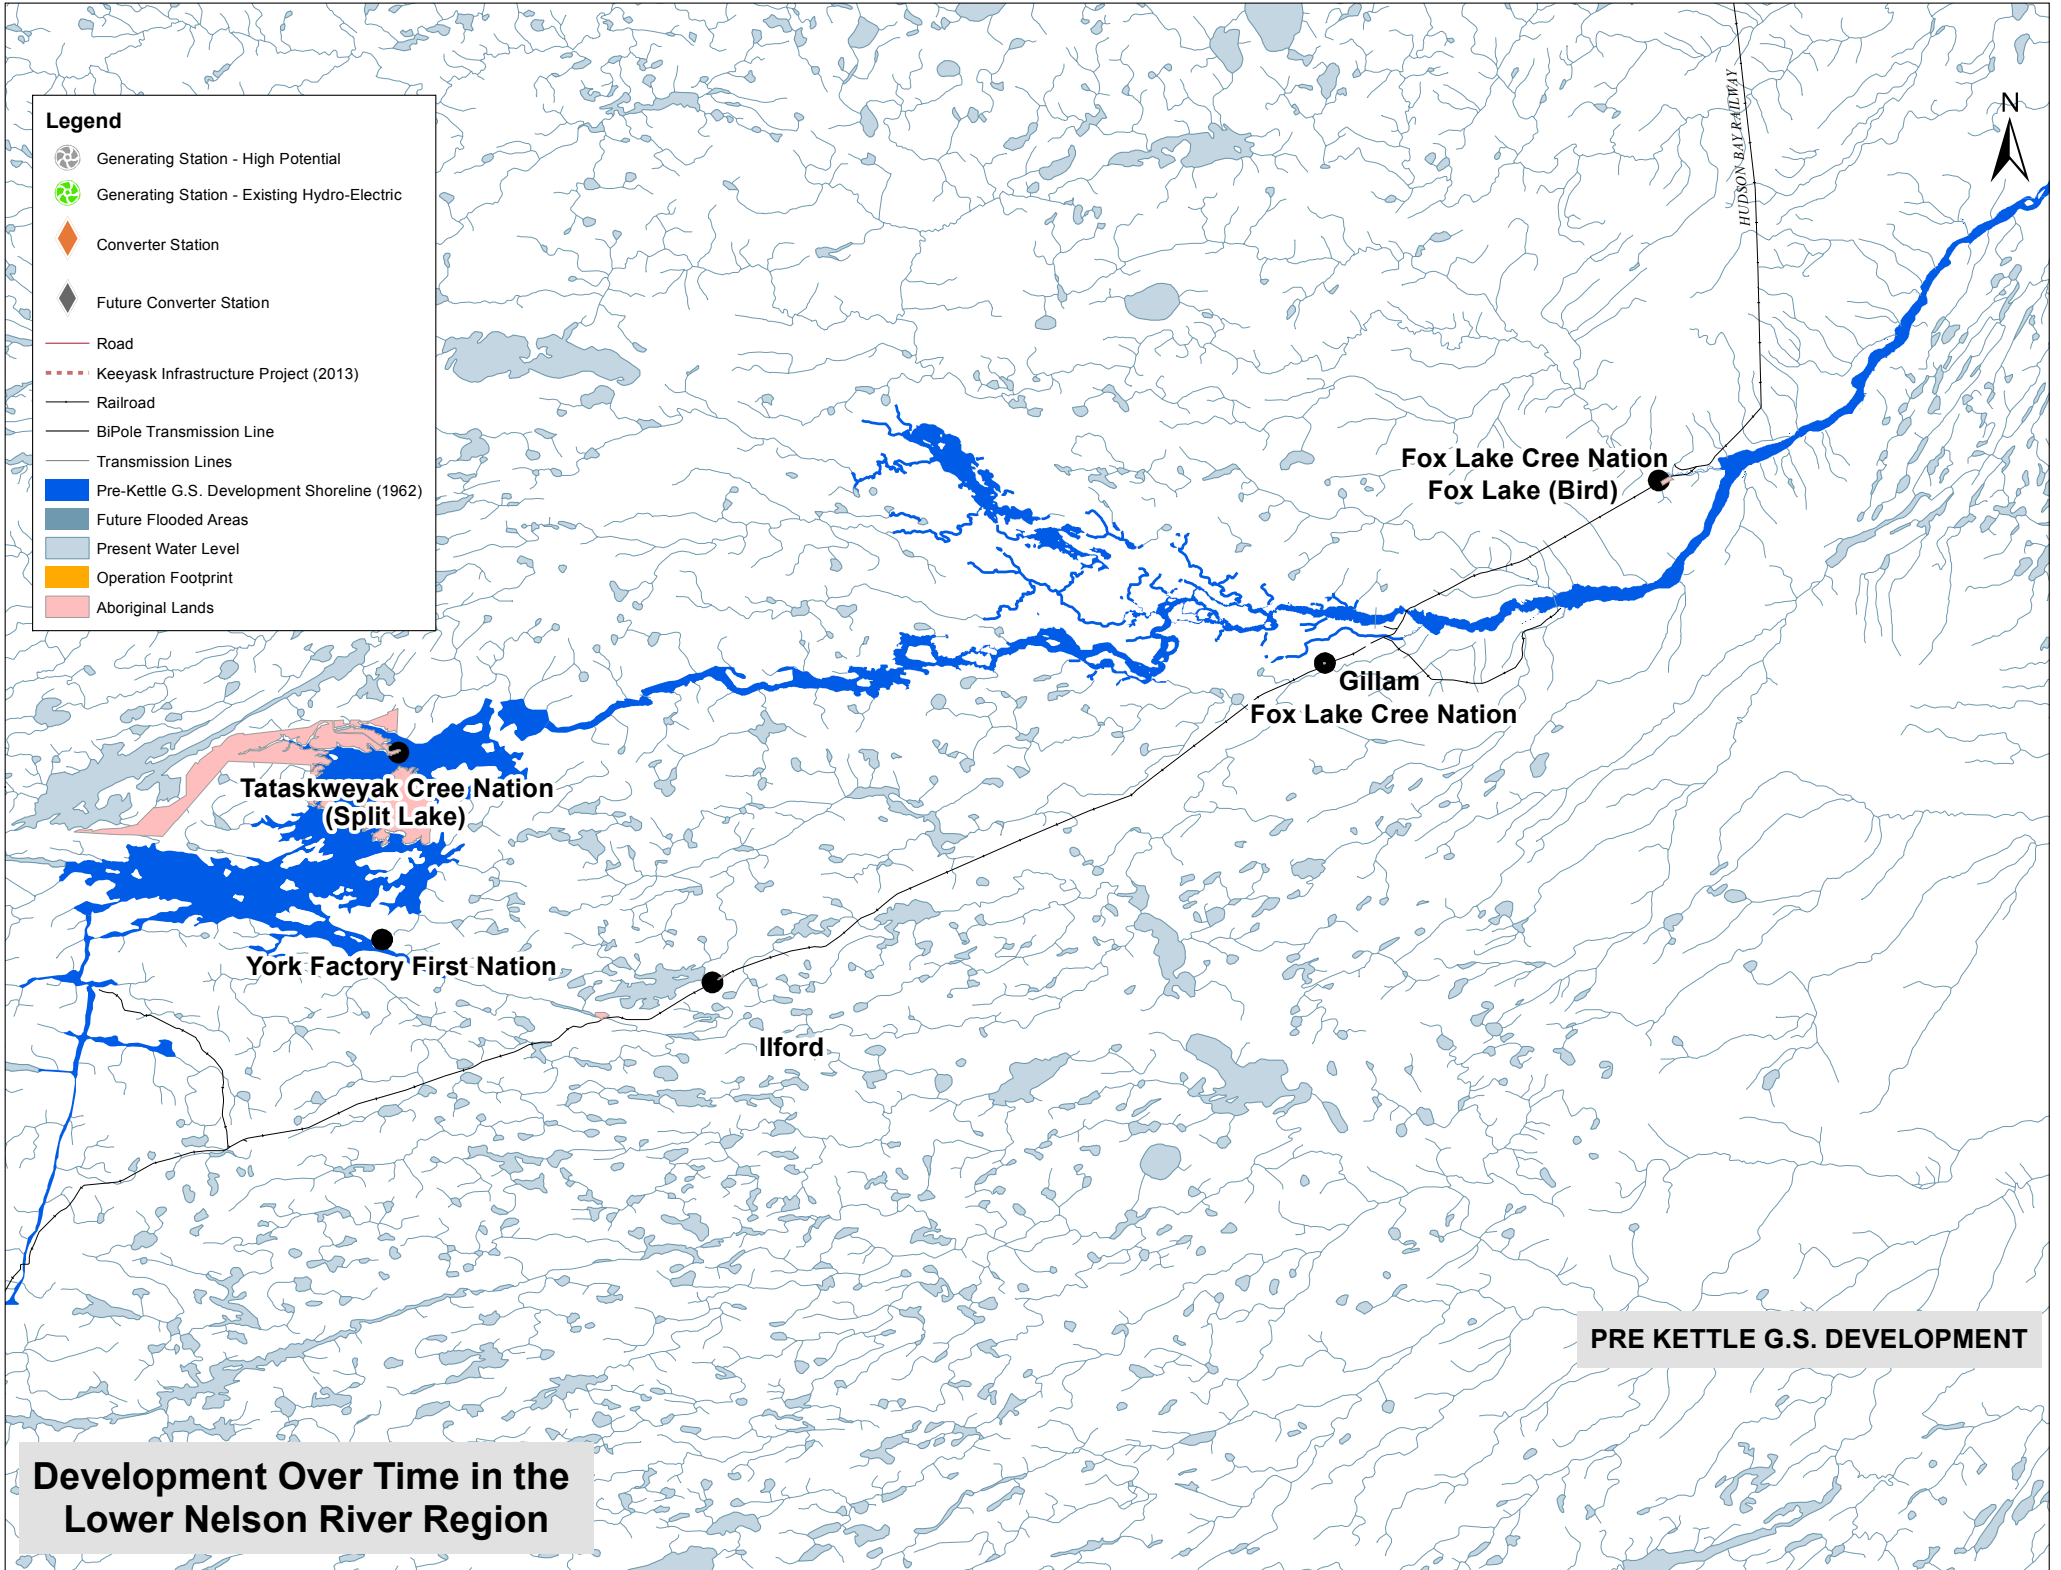 Legend
Generating Station - High Potential
Generating Station - Existing Hydro-Electric
Converter Station
Future Converter Station
Road
Keeyask Infrastructure Project (2013)
Railroad
BiPole Transmission Line
Transmission Lines
Pre-Kettle G.S. Development Shoreline (1962)
Future Flooded Areas
Present Water Level
Operation Footprint
Aboriginal Lands
HUDSON BAY RAILWAY
N
Fox Lake Cree Nation
Fox Lake (Bird)
Gillam
Fox Lake Cree Nation
Tataskweyak Cree Nation
(Split Lake)
York Factory First Nation
Ilford
PRE KETTLE G.S. DEVELOPMENT
Development Over Time in the
Lower Nelson River Region